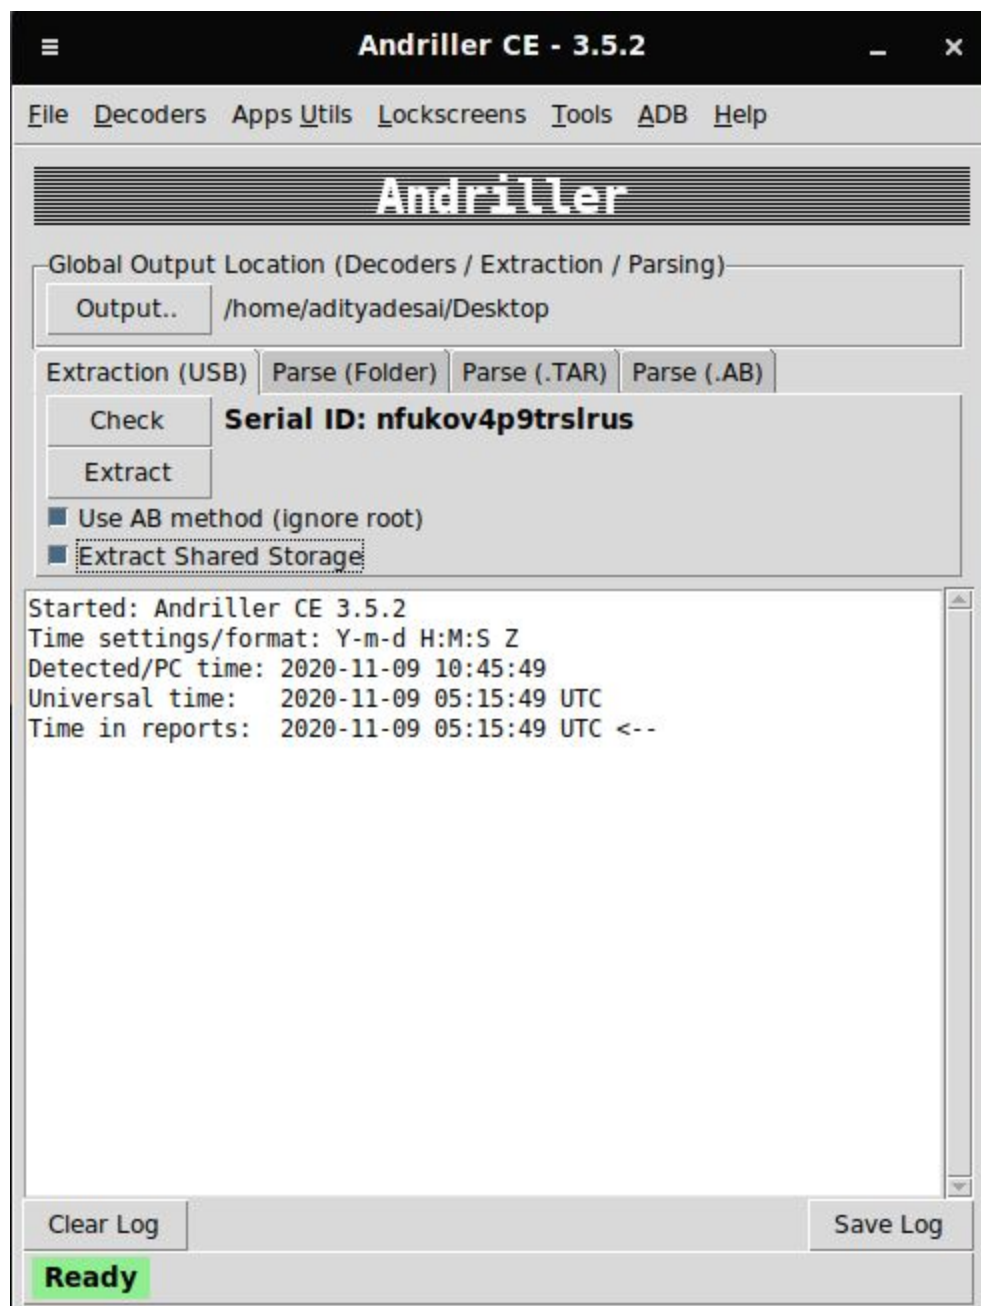 Andriller CE - 3.5.2
File Decoders Apps Utils Lockscreens Tools ADB Help
Andriller
Global Output Location (Decoders / Extraction / Parsing)
Output.. /home/adityadesai/Desktop
Extraction (USB) Parse (Folder) Parse (.TAR) Parse (.AB)
Check Serial ID: nfukov4p9trslrus
Extract
Use AB method (ignore root)
Extract Shared Storage
Started: Andriller CE 3.5.2
Time settings/format: Y-m-d H:M:S Z
Detected/PC time: 2020-11-09 10:45:49
Universal time:   2020-11-09 05:15:49 UTC
Time in reports:  2020-11-09 05:15:49 UTC <--
Clear Log Save Log
Ready